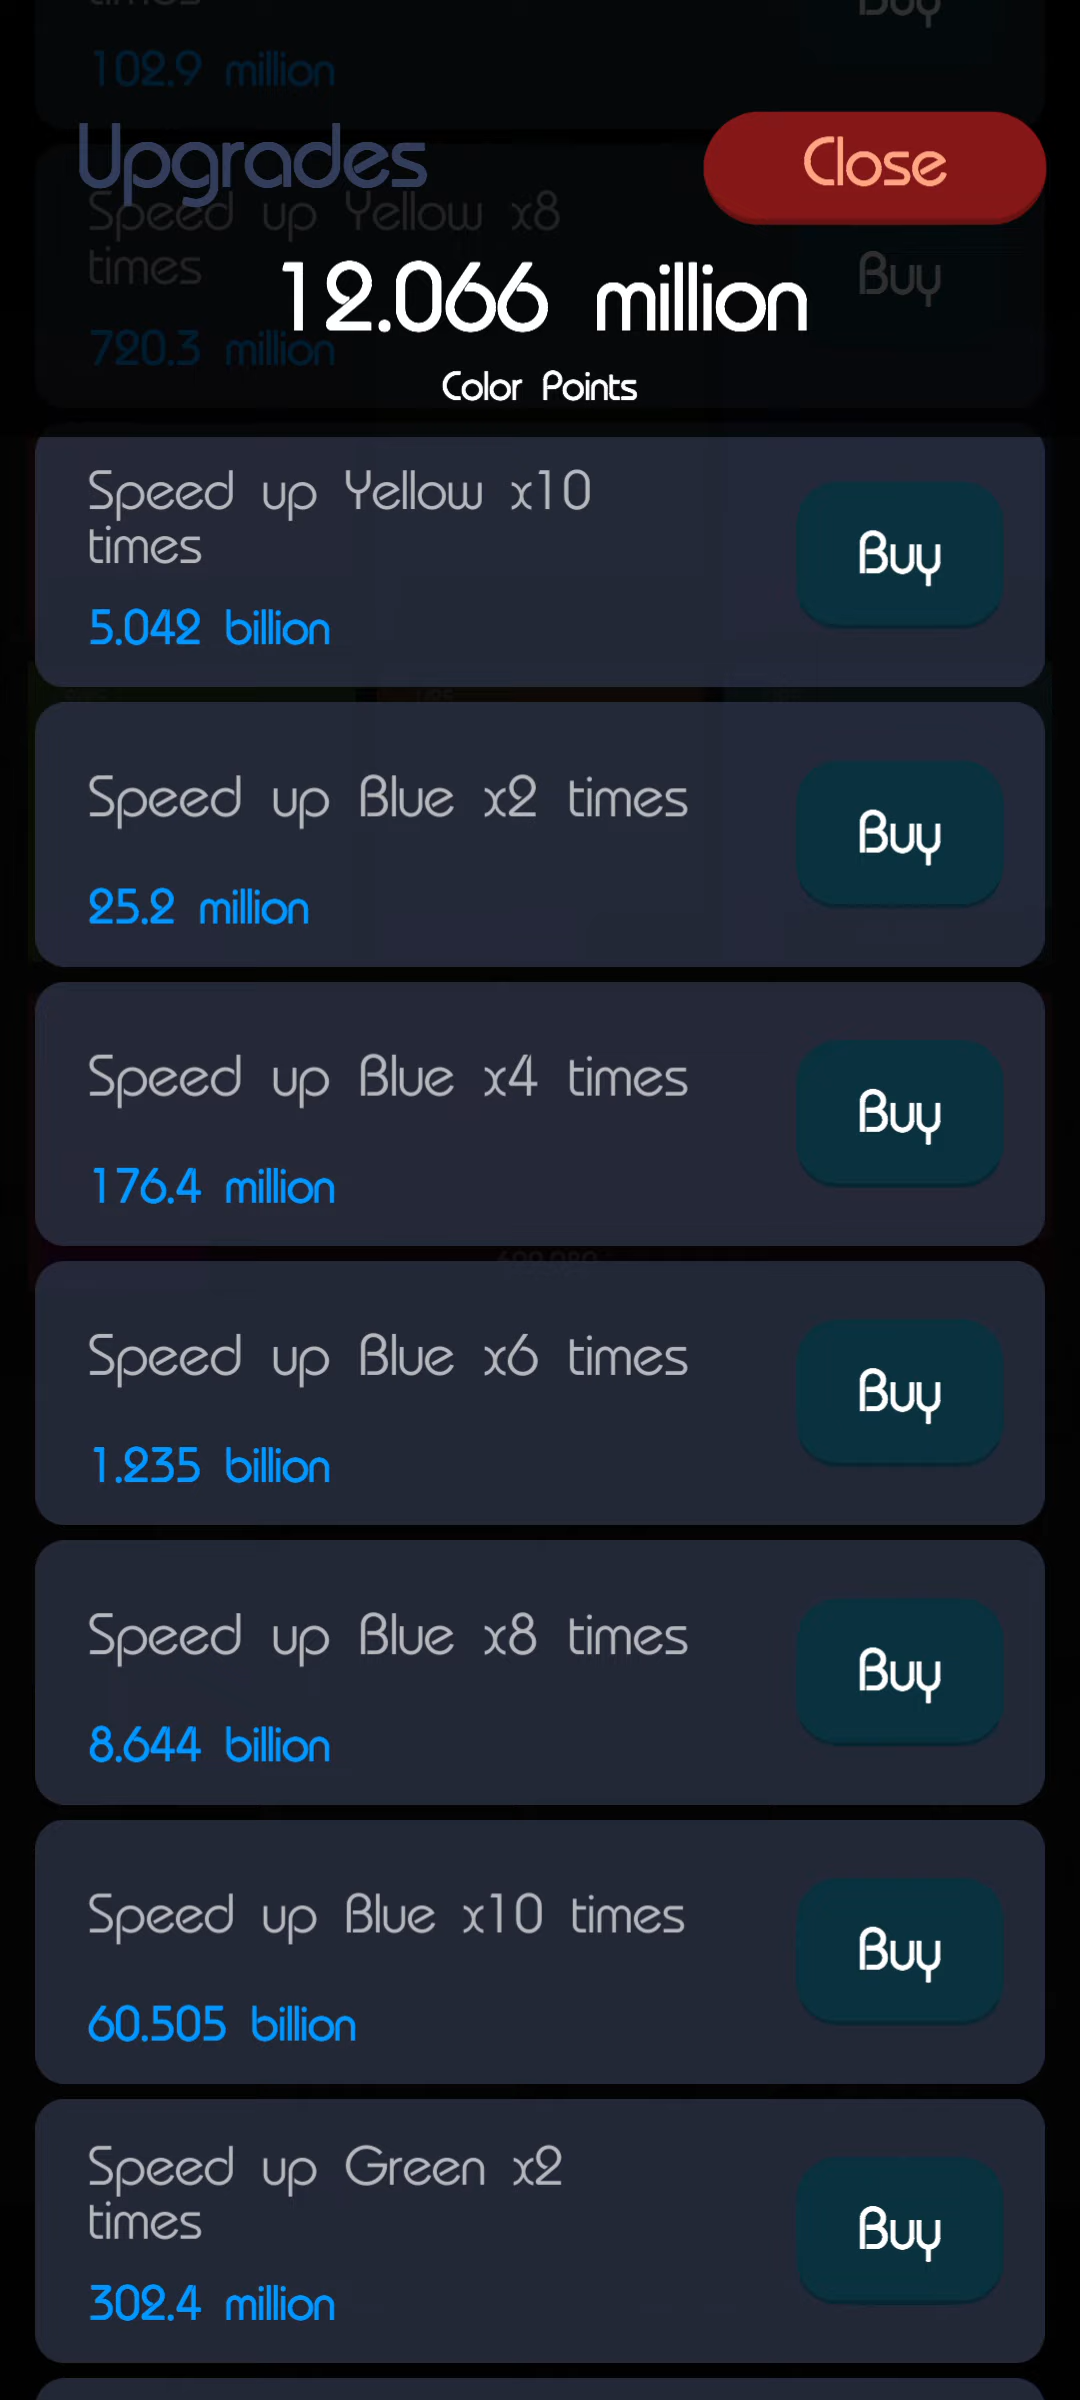 times
Buy
102.9 million
Upgrades
Close
Speed up Yellow x8
times
Buy
12.066 million
720.3 million
Color Points
Speed up Yellow x10
times
Buy
5.042 billion
Speed up Blue x2 times
Buy
25.2 million
Speed up Blue x4 times
Buy
176.4 million
Speed up Blue x6 times
Buy
1.235 billion
Speed up Blue x8 times
Buy
8.644 billion
Speed up Blue x10 times
Buy
60.505 billion
Speed up Green x2
times
Buy
302.4 million